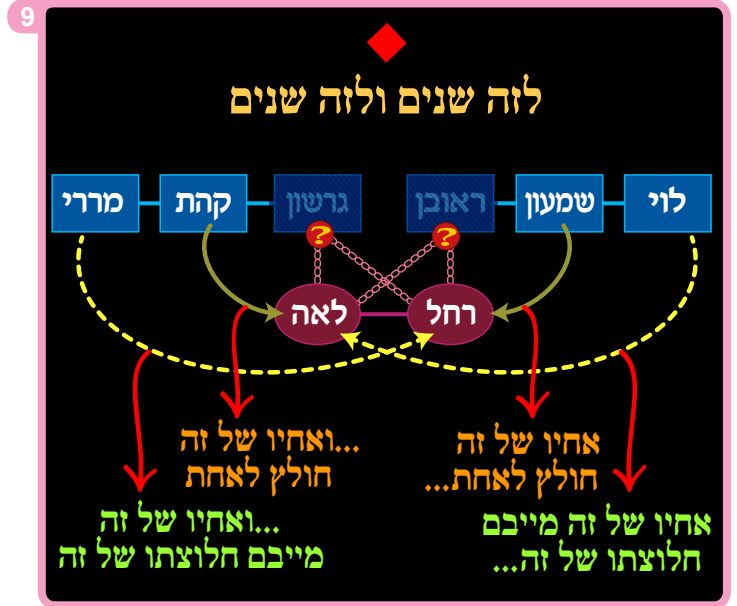 9
לזה שנים ולזה שנים
לוי
שמעון
ראובן
גרשון
קהת
מררי
?
?
רחל
לאה
אחיו של זה
חולץ לאחת...
...ואחיו של זה
חולץ לאחת
אחיו של זה מייבם
חלוצתו של זה...
...ואחיו של זה
מייבם חלוצתו של זה